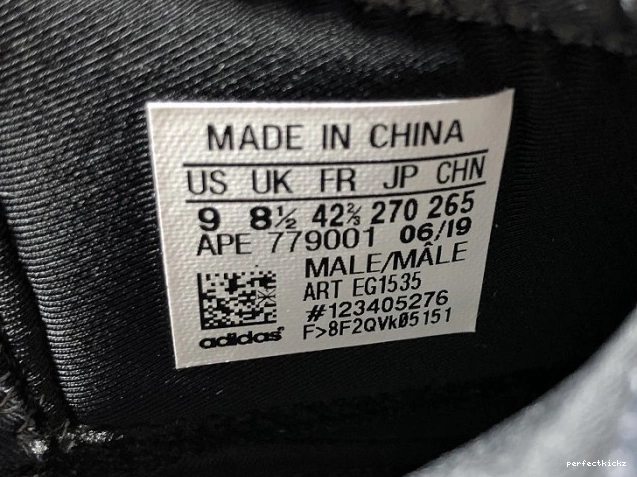 MADE IN CHINA
US UK FR JP CHN
9 8½ 42⅔ 270 265
APE 779001 06/19
MALE/MÂLE
ART EG1535
#123405276
F>8F2QVk05151
adidas
perfectkickz